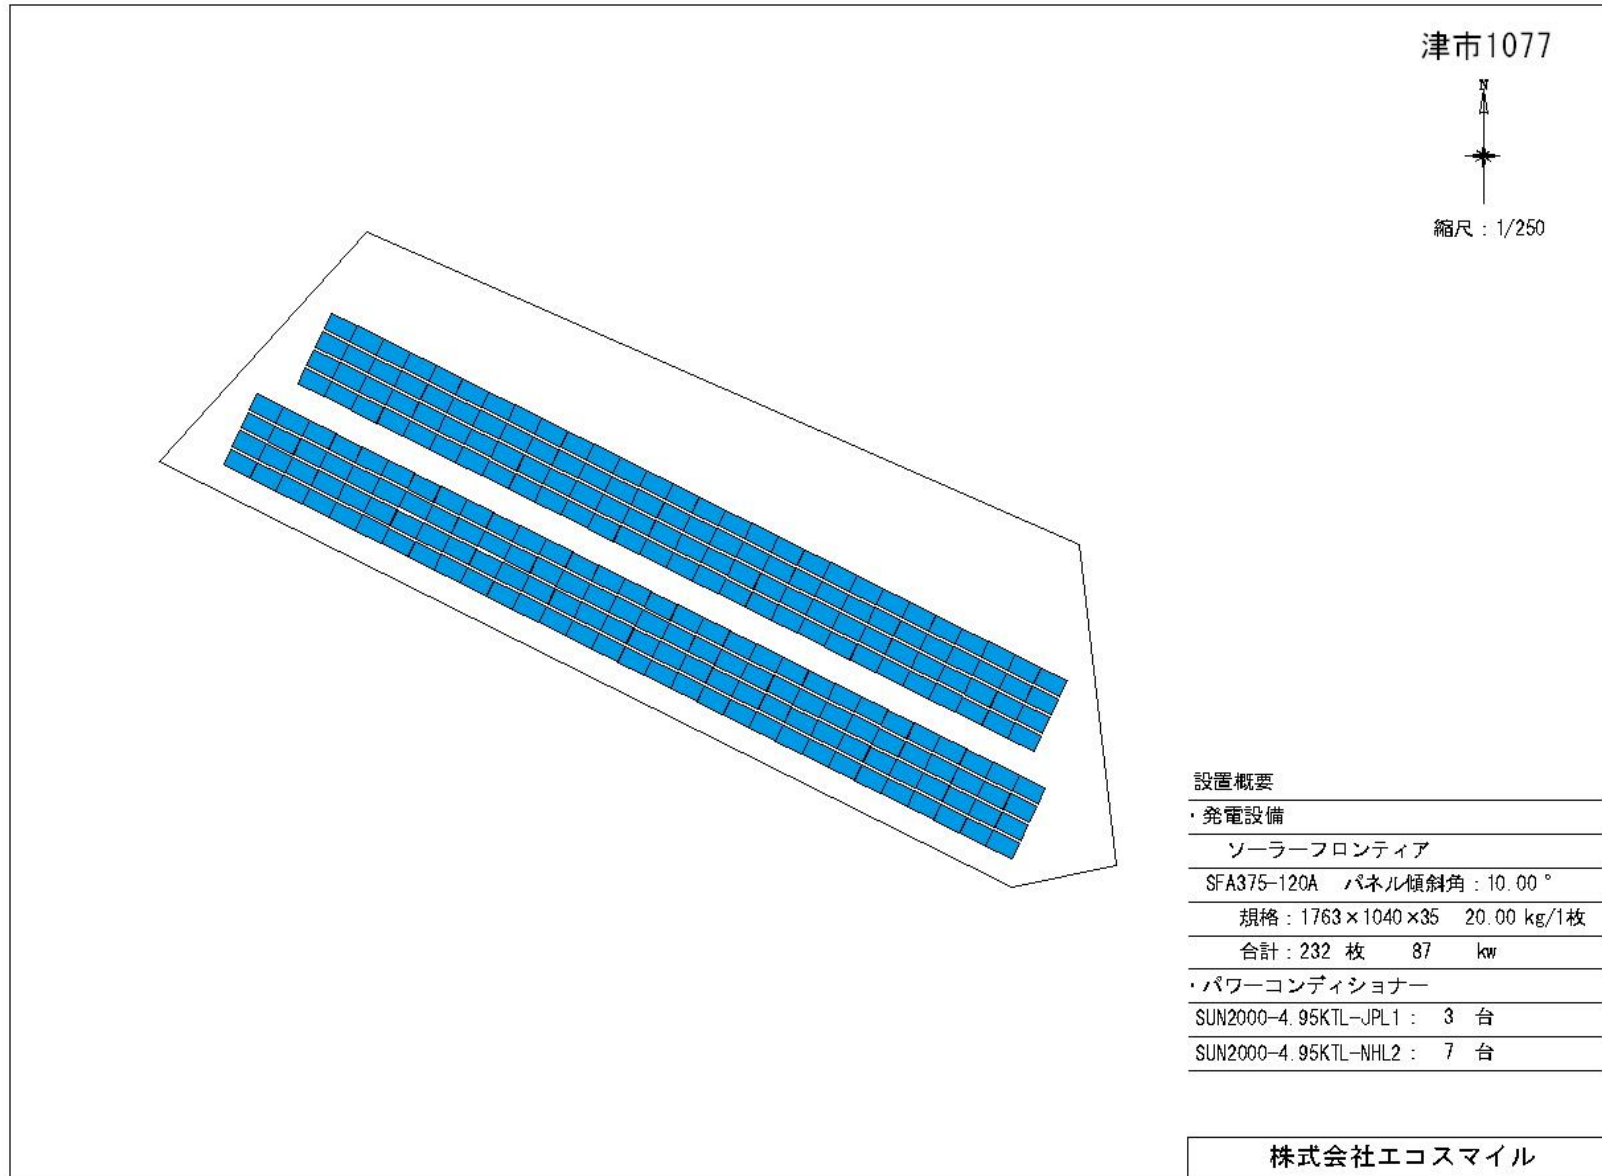 津市1077
N
縮尺：1/250
設置概要
・発電設備
ソーラーフロンティア
SFA375-120A　パネル傾斜角：10.00°
規格：1763×1040×35　20.00 kg/1枚
合計：232 枚　87　kw
・パワーコンディショナー
SUN2000-4.95KTL-JPL1：　3　台
SUN2000-4.95KTL-NHL2：　7　台
株式会社エコスマイル